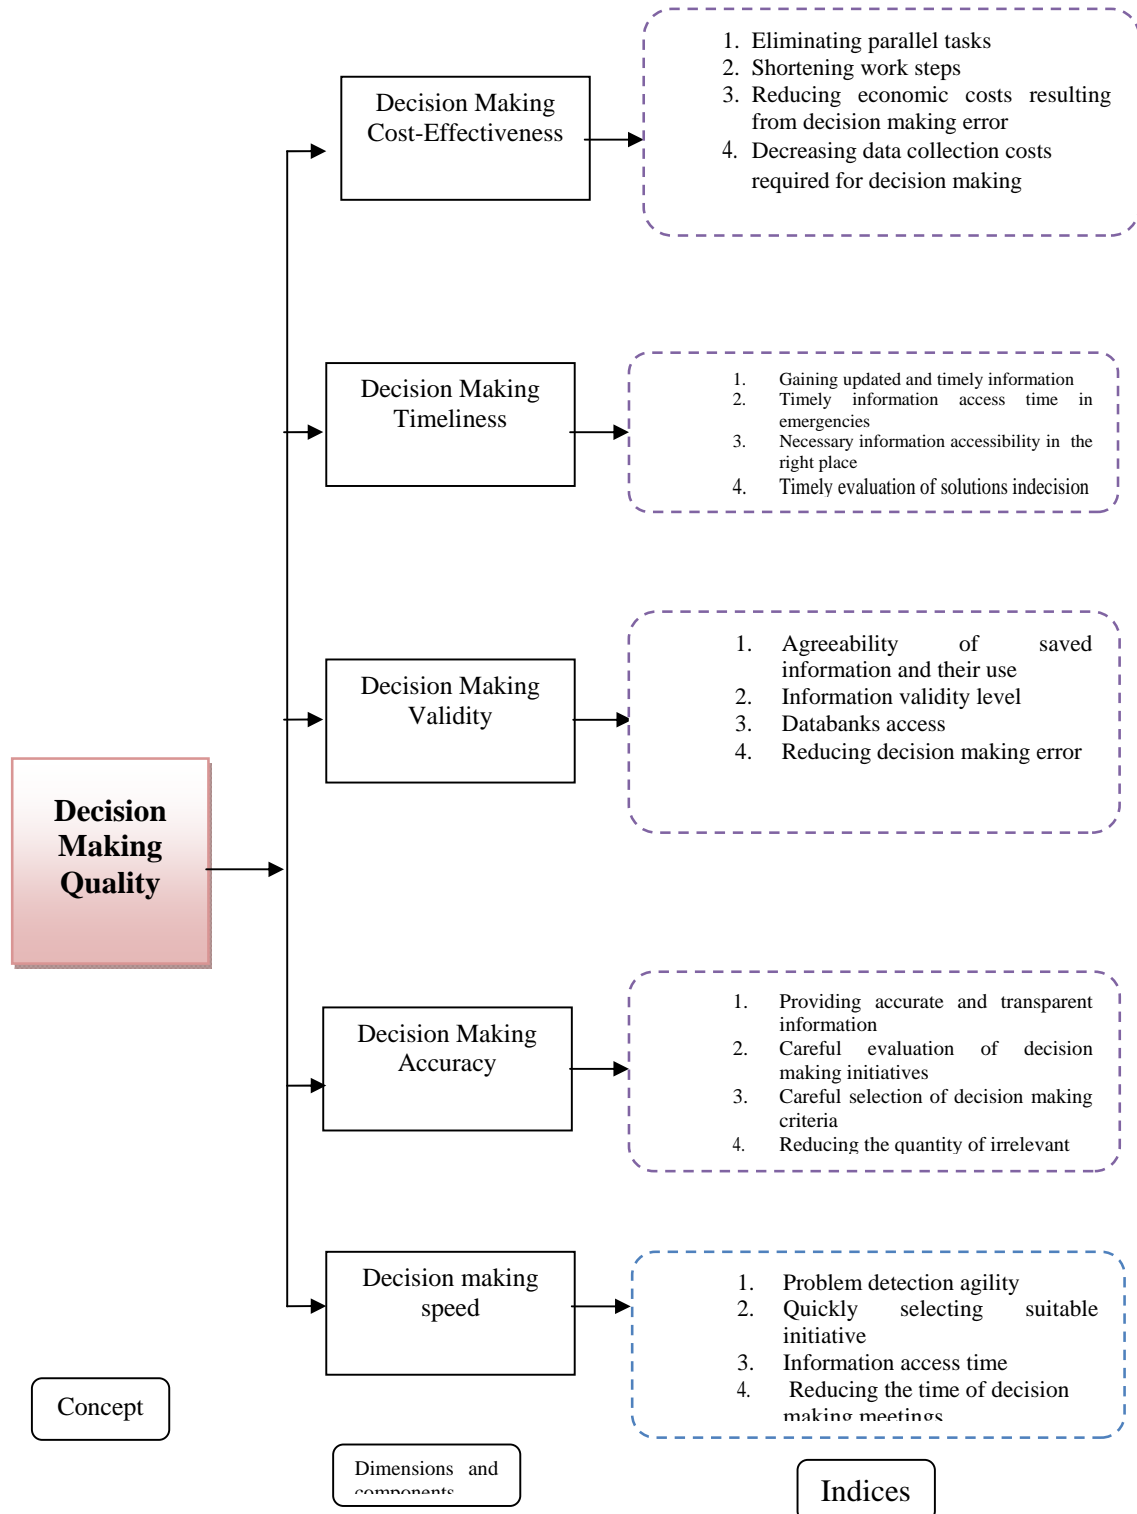 Decision Making
Cost-Effectiveness
1. Eliminating parallel tasks
2. Shortening work steps
3. Reducing economic costs resulting
from decision making error
4. Decreasing data collection costs
required for decision making
Decision Making
Timeliness
1. Gaining updated and timely information
2. Timely information access time in
emergencies
3. Necessary information accessibility in the
right place
4. Timely evaluation of solutions indecision
Decision Making
Validity
1. Agreeability of saved
information and their use
2. Information validity level
3. Databanks access
4. Reducing decision making error
Decision
Making
Quality
Decision Making
Accuracy
1. Providing accurate and transparent
information
2. Careful evaluation of decision
making initiatives
3. Careful selection of decision making
criteria
4. Reducing the quantity of irrelevant
Decision making
speed
1. Problem detection agility
2. Quickly selecting suitable
initiative
3. Information access time
4. Reducing the time of decision
making meetings
Concept
Dimensions and
components
Indices